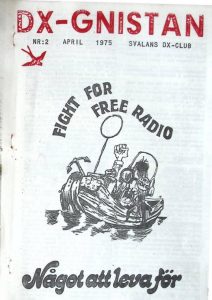 DX-GNISTAN
NR:2 APRIL 1975 SVALANS DX-CLUB
FIGHT FOR
FREE RADIO
Något att leva för